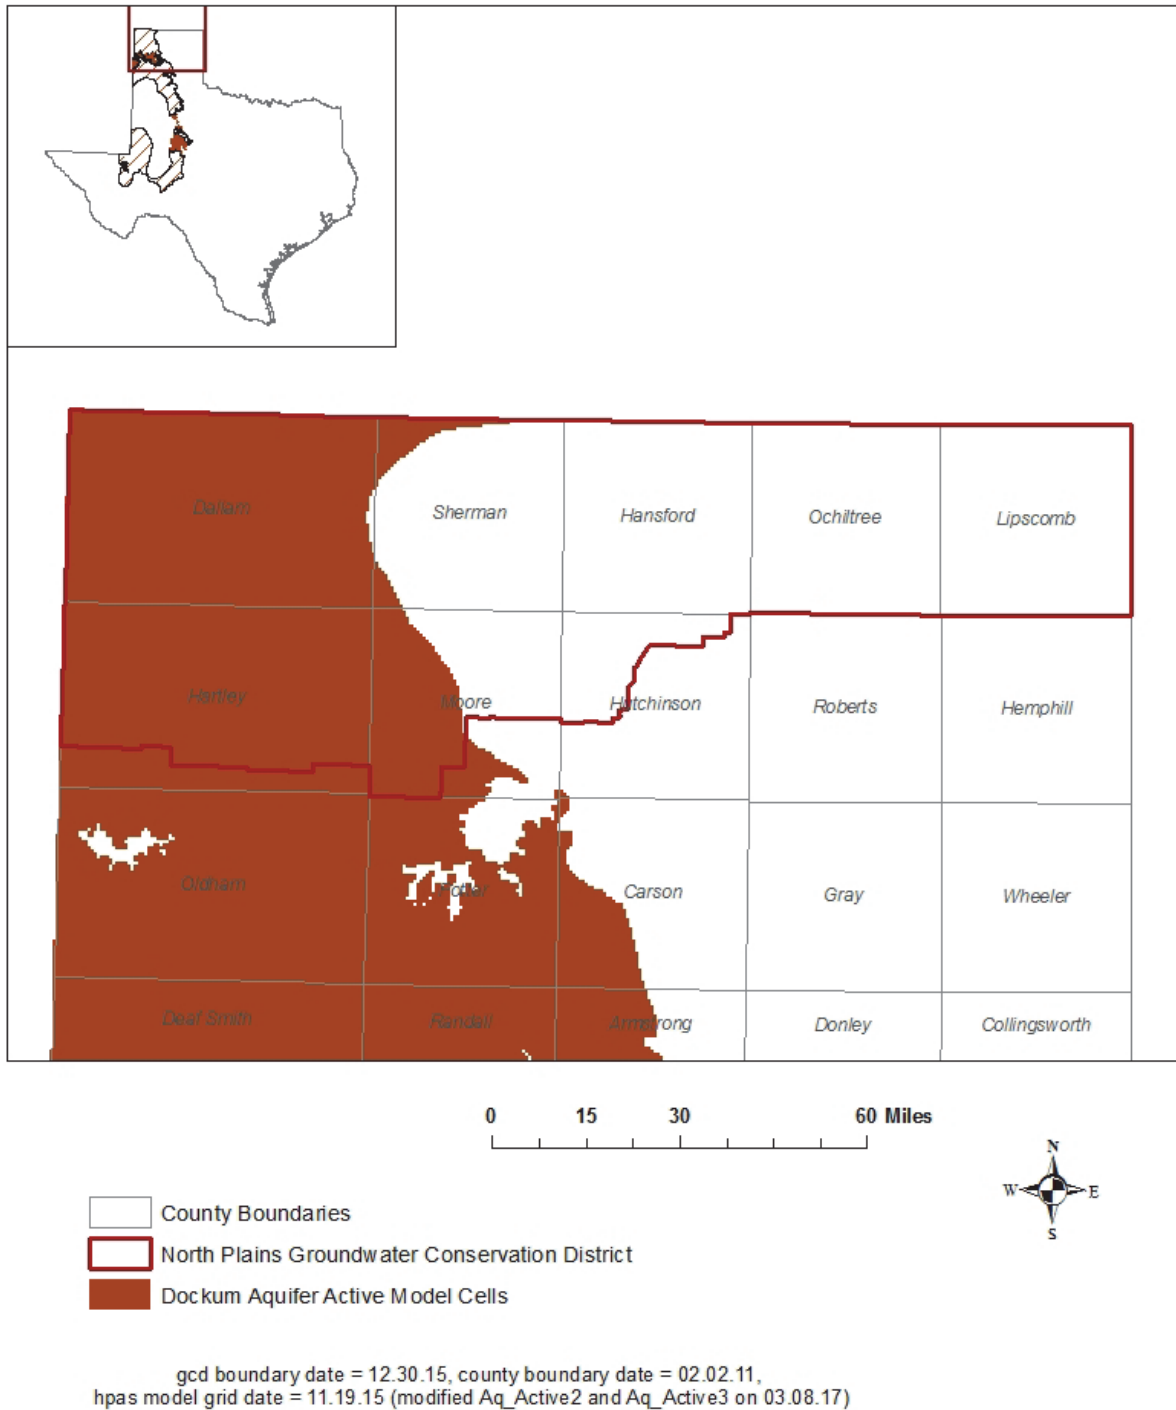 Dallam
Sherman
Hansford
Ochiltree
Lipscomb
Hartley
Moore
Hutchinson
Roberts
Hemphill
Oldham
Potter
Carson
Gray
Wheeler
Deaf Smith
Randall
Armstrong
Donley
Collingsworth
0 15 30 60 Miles
N
W E
S
County Boundaries
North Plains Groundwater Conservation District
Dockum Aquifer Active Model Cells
gcd boundary date = 12.30.15, county boundary date = 02.02.11,
hpas model grid date = 11.19.15 (modified Aq_Active2 and Aq_Active3 on 03.08.17)